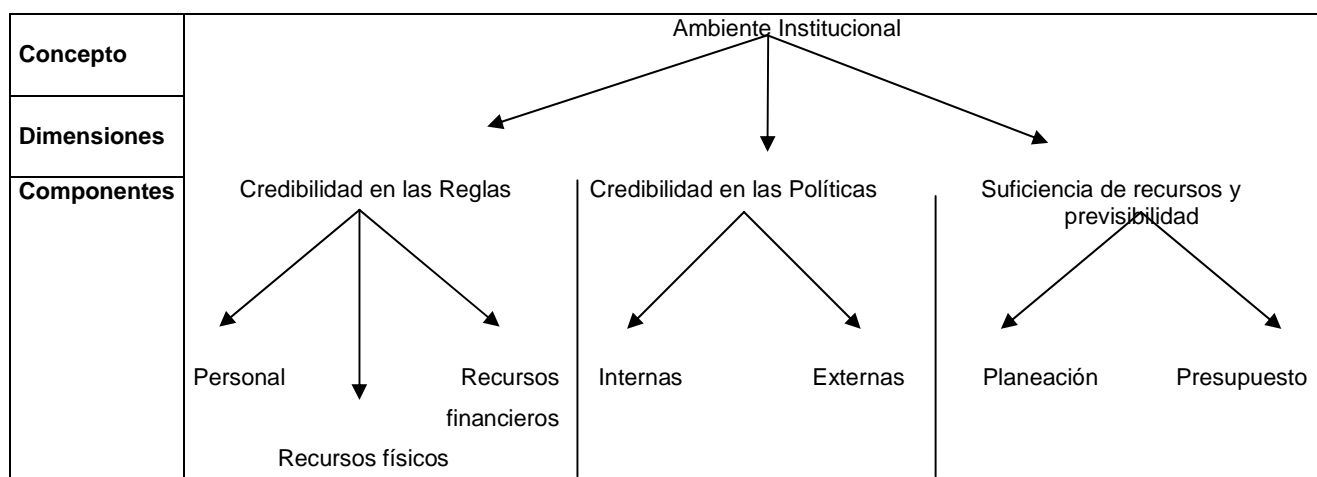 Ambiente Institucional
Concepto
Dimensiones
Componentes
Credibilidad en las Reglas
Credibilidad en las Políticas
Suficiencia de recursos y
previsibilidad
Personal
Recursos
financieros
Recursos físicos
Internas
Externas
Planeación
Presupuesto